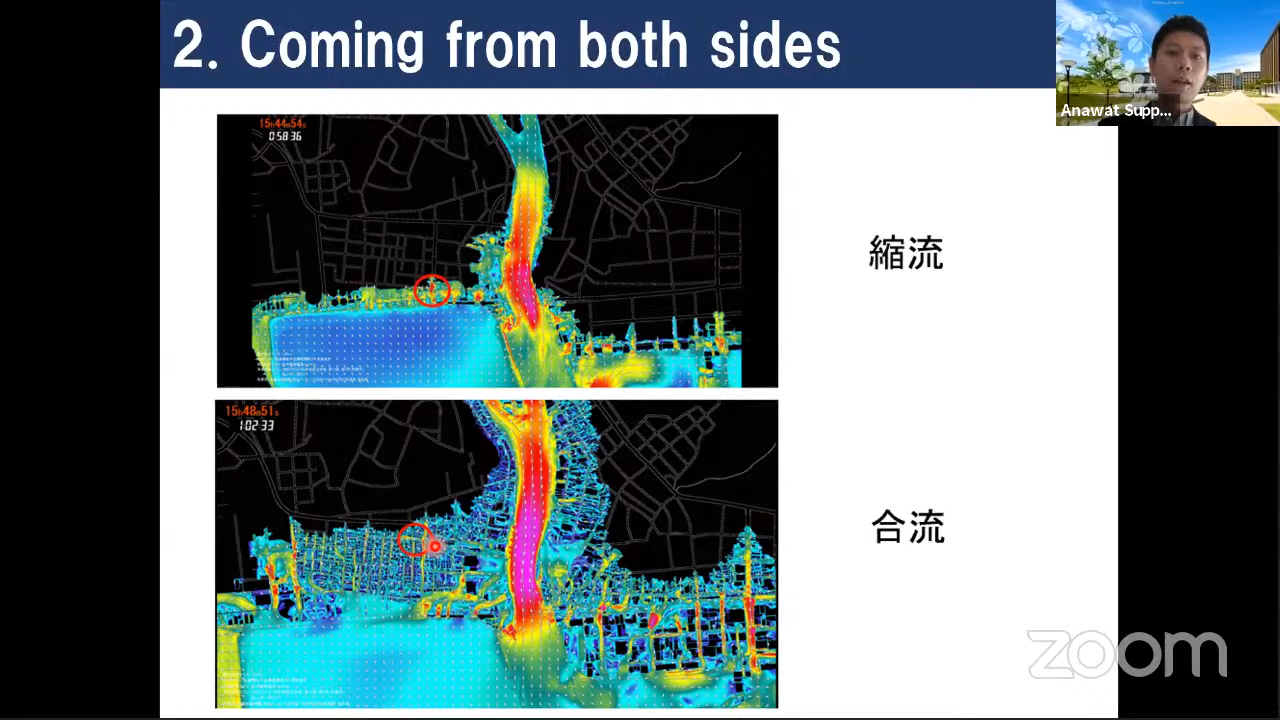 2. Coming from both sides
Anawat Supp...
15h44m54s
0:58:36
縮流
15h48m51s
1:02:33
合流
zoom